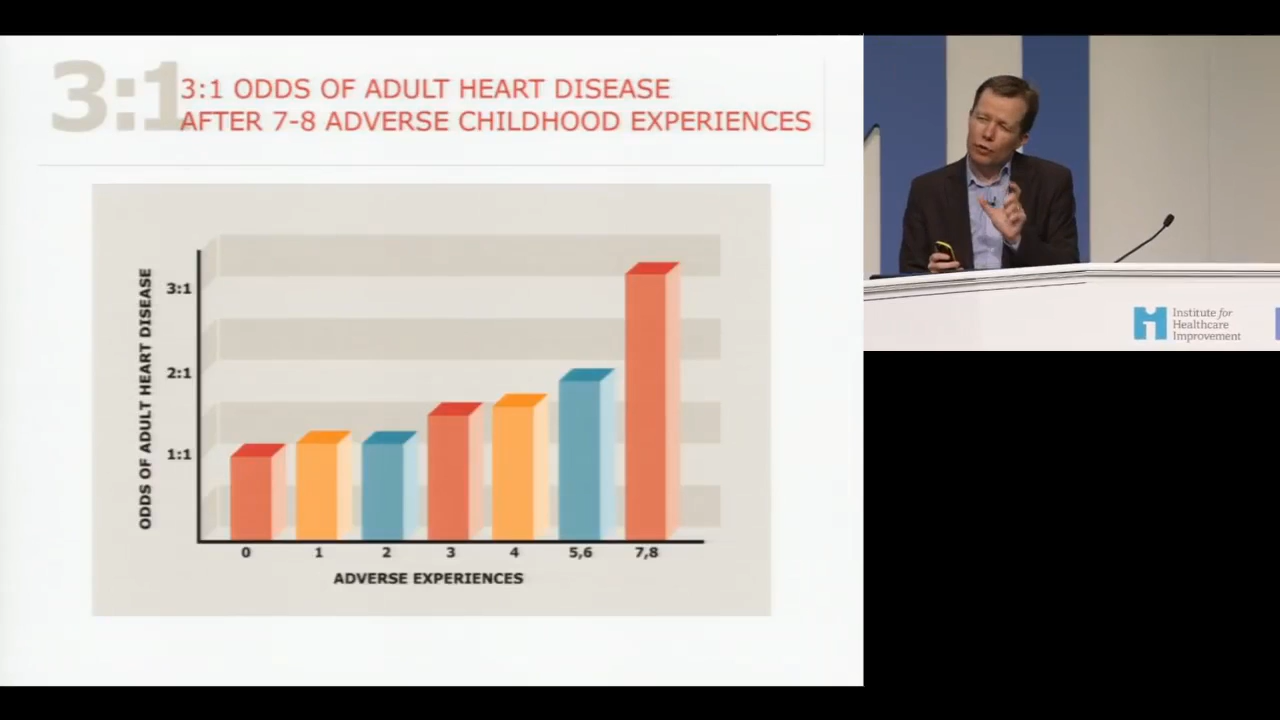 3:1
3:1 ODDS OF ADULT HEART DISEASE
AFTER 7-8 ADVERSE CHILDHOOD EXPERIENCES
ODDS OF ADULT HEART DISEASE
3:1
2:1
1:1
0 1 2 3 4 5,6 7,8
ADVERSE EXPERIENCES
Institute for
Healthcare
Improvement